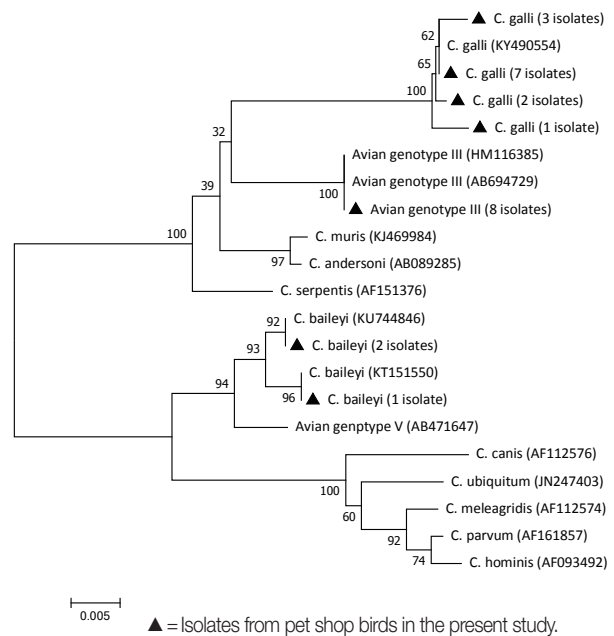 C. galli (3 isolates)
62
C. galli (KY490554)
65
C. galli (7 isolates)
100
C. galli (2 isolates)
C. galli (1 isolate)
32
Avian genotype III (HM116385)
Avian genotype III (AB694729)
39
100
Avian genotype III (8 isolates)
100
C. muris (KJ469984)
97
C. andersoni (AB089285)
C. serpentis (AF151376)
C. baileyi (KU744846)
92
C. baileyi (2 isolates)
93
C. baileyi (KT151550)
94
96
C. baileyi (1 isolate)
Avian genptype V (AB471647)
C. canis (AF112576)
100
C. ubiquitum (JN247403)
60
C. meleagridis (AF112574)
92
C. parvum (AF161857)
74
C. hominis (AF093492)
0.005
▲ = Isolates from pet shop birds in the present study.